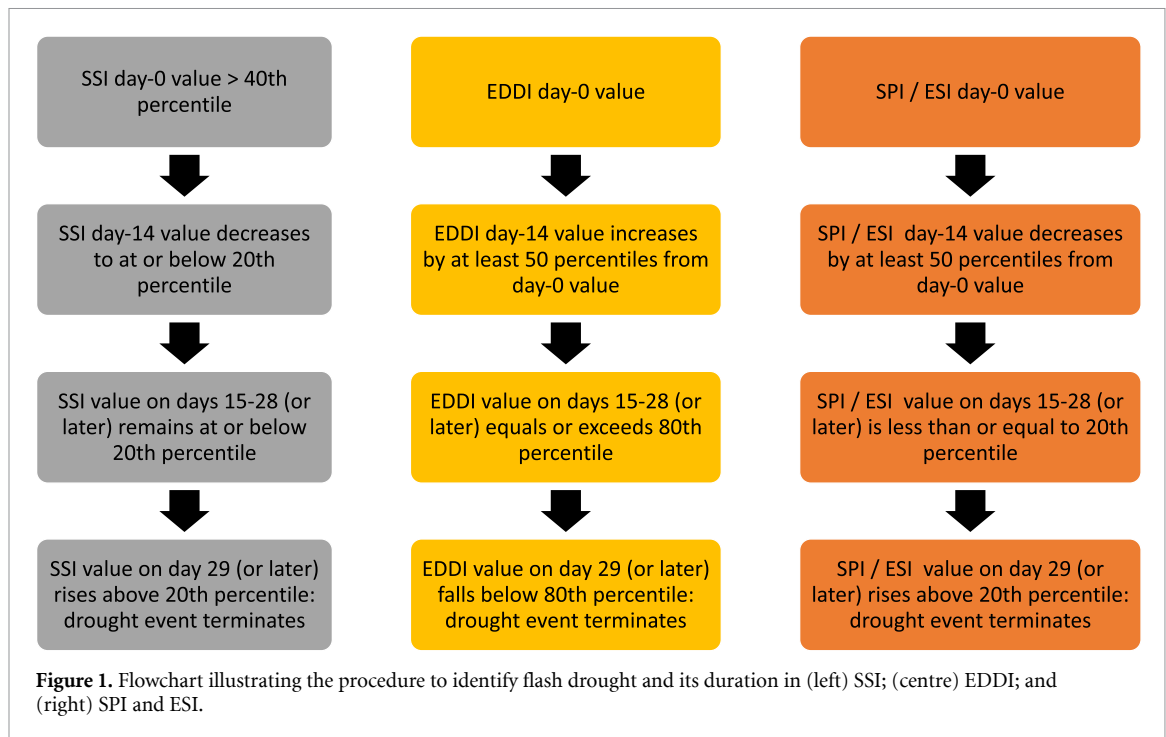 SSI day-0 value > 40th
percentile
SSI day-14 value decreases
to at or below 20th
percentile
SSI value on days 15-28 (or
later) remains at or below
20th percentile
SSI value on day 29 (or later)
rises above 20th percentile:
drought event terminates
EDDI day-0 value
EDDI day-14 value increases
by at least 50 percentiles from
day-0 value
EDDI value on days 15-28 (or
later) equals or exceeds 80th
percentile
EDDI value on day 29 (or later)
falls below 80th percentile:
drought event terminates
SPI / ESI day-0 value
SPI / ESI  day-14 value decreases
by at least 50 percentiles from
day-0 value
SPI / ESI  value on days 15-28 (or
later) is less than or equal to 20th
percentile
SPI / ESI  value on day 29 (or
later) rises above 20th percentile:
drought event terminates
Figure 1. Flowchart illustrating the procedure to identify flash drought and its duration in (left) SSI; (centre) EDDI; and
(right) SPI and ESI.